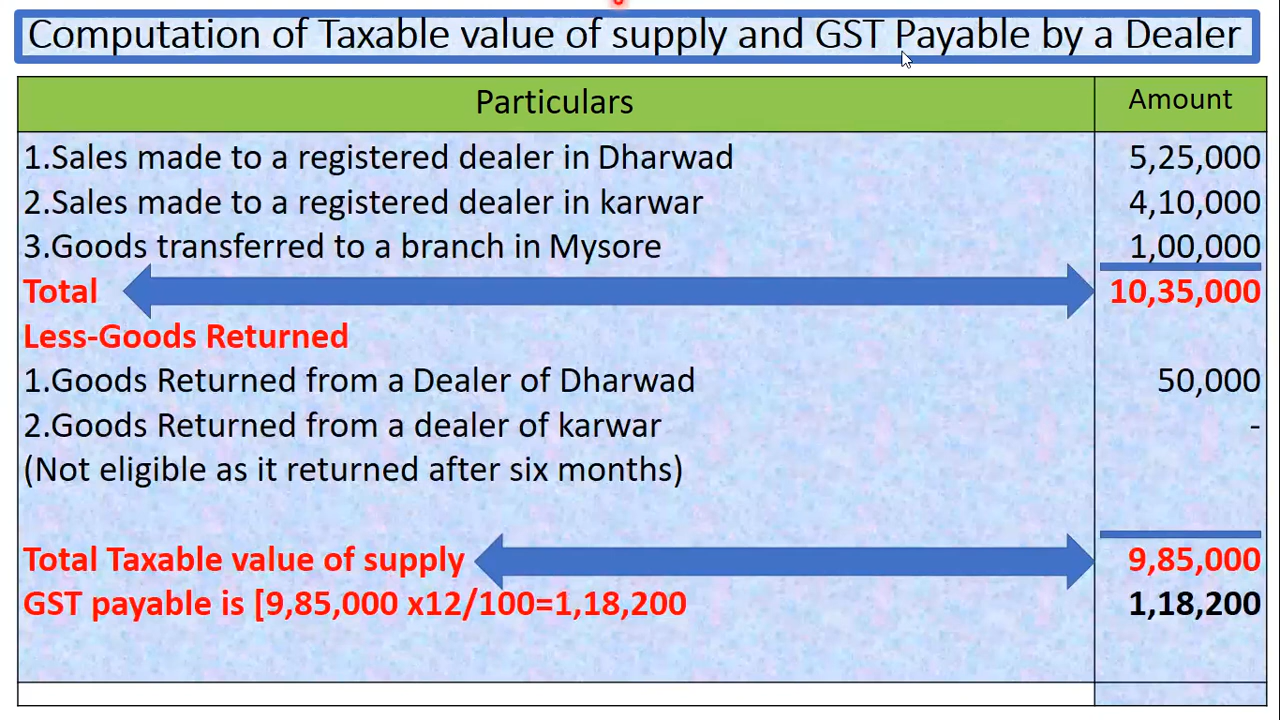 Computation of Taxable value of supply and GST Payable by a Dealer
Particulars Amount
1.Sales made to a registered dealer in Dharwad 5,25,000
2.Sales made to a registered dealer in karwar 4,10,000
3.Goods transferred to a branch in Mysore 1,00,000
Total 10,35,000
Less-Goods Returned
1.Goods Returned from a Dealer of Dharwad 50,000
2.Goods Returned from a dealer of karwar -
(Not eligible as it returned after six months)
Total Taxable value of supply 9,85,000
GST payable is [9,85,000 x12/100=1,18,200 1,18,200